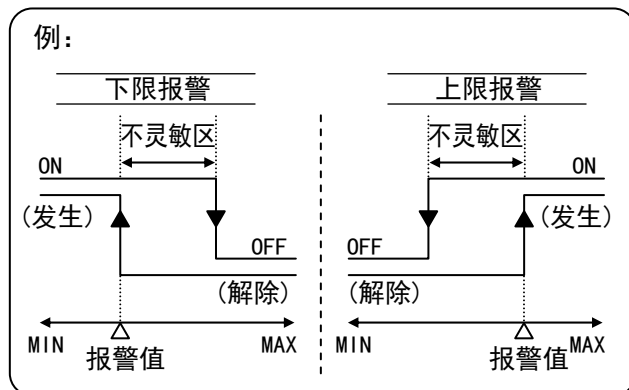 例：
下限报警
不灵敏区
ON
(发生)
OFF
(解除)
MIN
报警值
MAX
上限报警
不灵敏区
ON
(发生)
OFF
(解除)
MIN
报警值
MAX